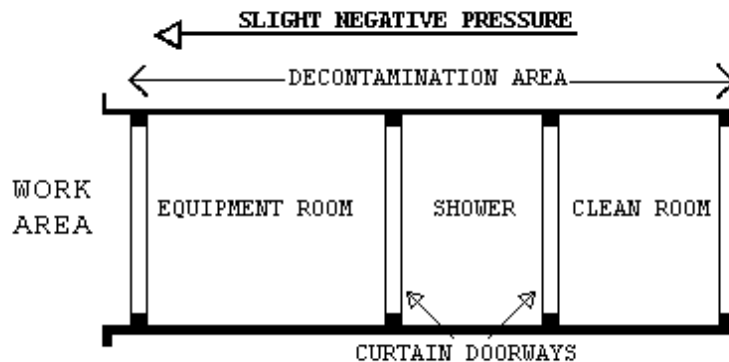 SLIGHT NEGATIVE PRESSURE
DECONTAMINATION AREA
WORK
AREA
EQUIPMENT ROOM
SHOWER
CLEAN ROOM
CURTAIN DOORWAYS